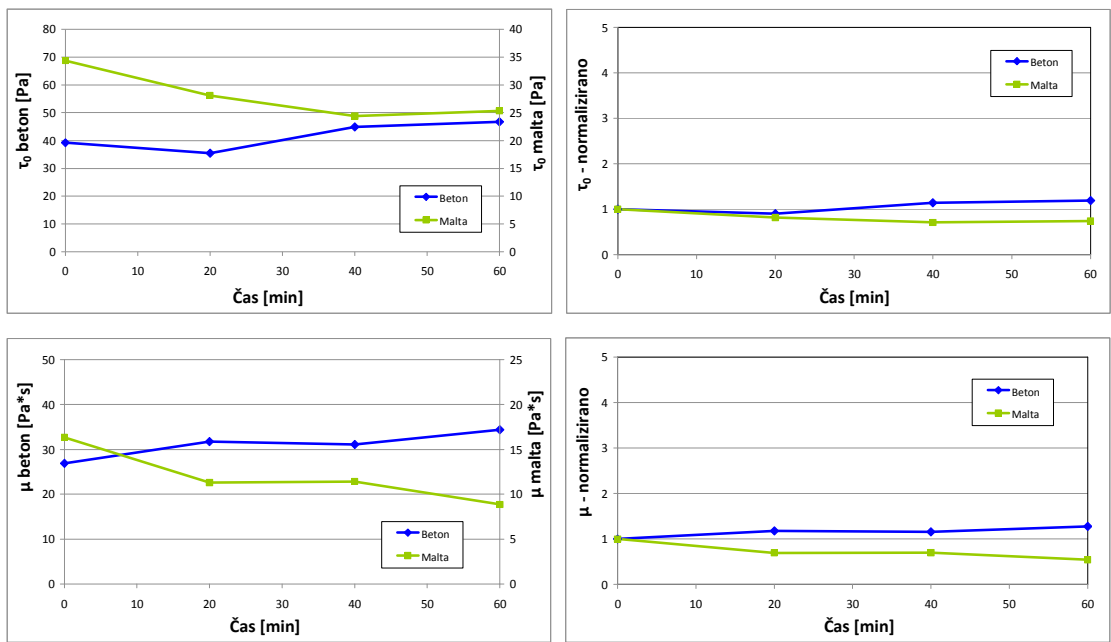 τ₀ beton [Pa]
80
70
60
50
40
30
20
10
0
40
35
30
25
20
15
10
5
0
τ₀ malta [Pa]
Beton
Malta
0 10 20 30 40 50 60
Čas [min]
τ₀ - normalizirano
5
4
3
2
1
0
Beton
Malta
0 10 20 30 40 50 60
Čas [min]
μ beton [Pa*s]
50
40
30
20
10
0
25
20
15
10
5
0
μ malta [Pa*s]
Beton
Malta
0 10 20 30 40 50 60
Čas [min]
μ - normalizirano
5
4
3
2
1
0
Beton
Malta
0 10 20 30 40 50 60
Čas [min]